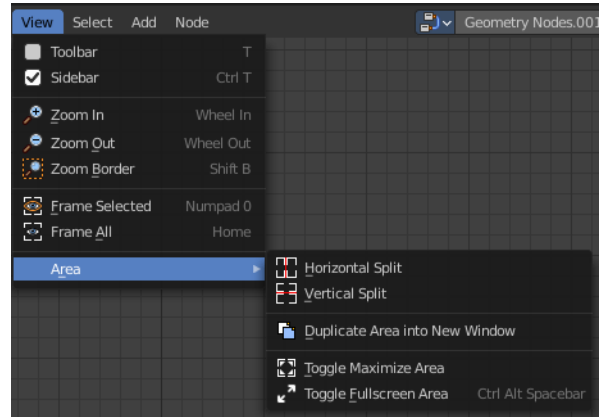 View Select Add Node Geometry Nodes.001
Toolbar T
Sidebar Ctrl T
Zoom In Wheel In
Zoom Out Wheel Out
Zoom Border Shift B
Frame Selected Numpad 0
Frame All Home
Area
Horizontal Split
Vertical Split
Duplicate Area into New Window
Toggle Maximize Area
Toggle Fullscreen Area Ctrl Alt Spacebar